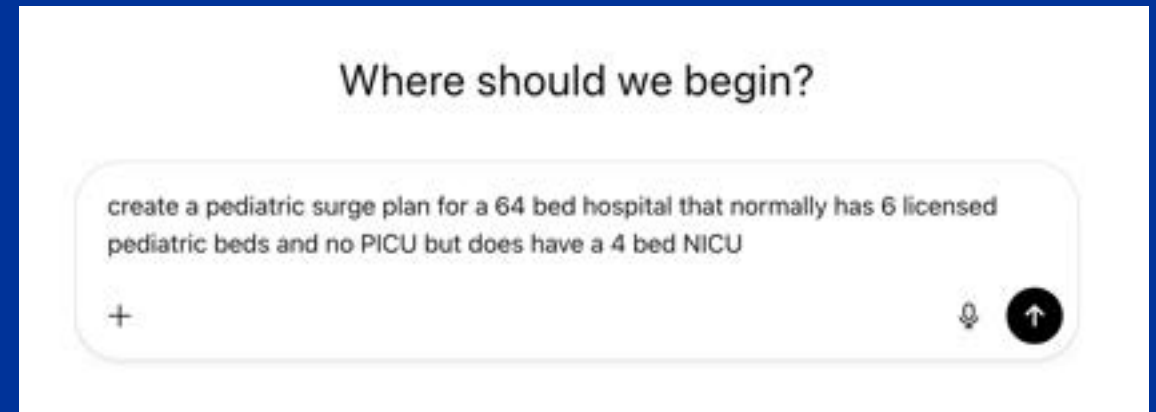 Where should we begin?
create a pediatric surge plan for a 64 bed hospital that normally has 6 licensed
pediatric beds and no PICU but does have a 4 bed NICU